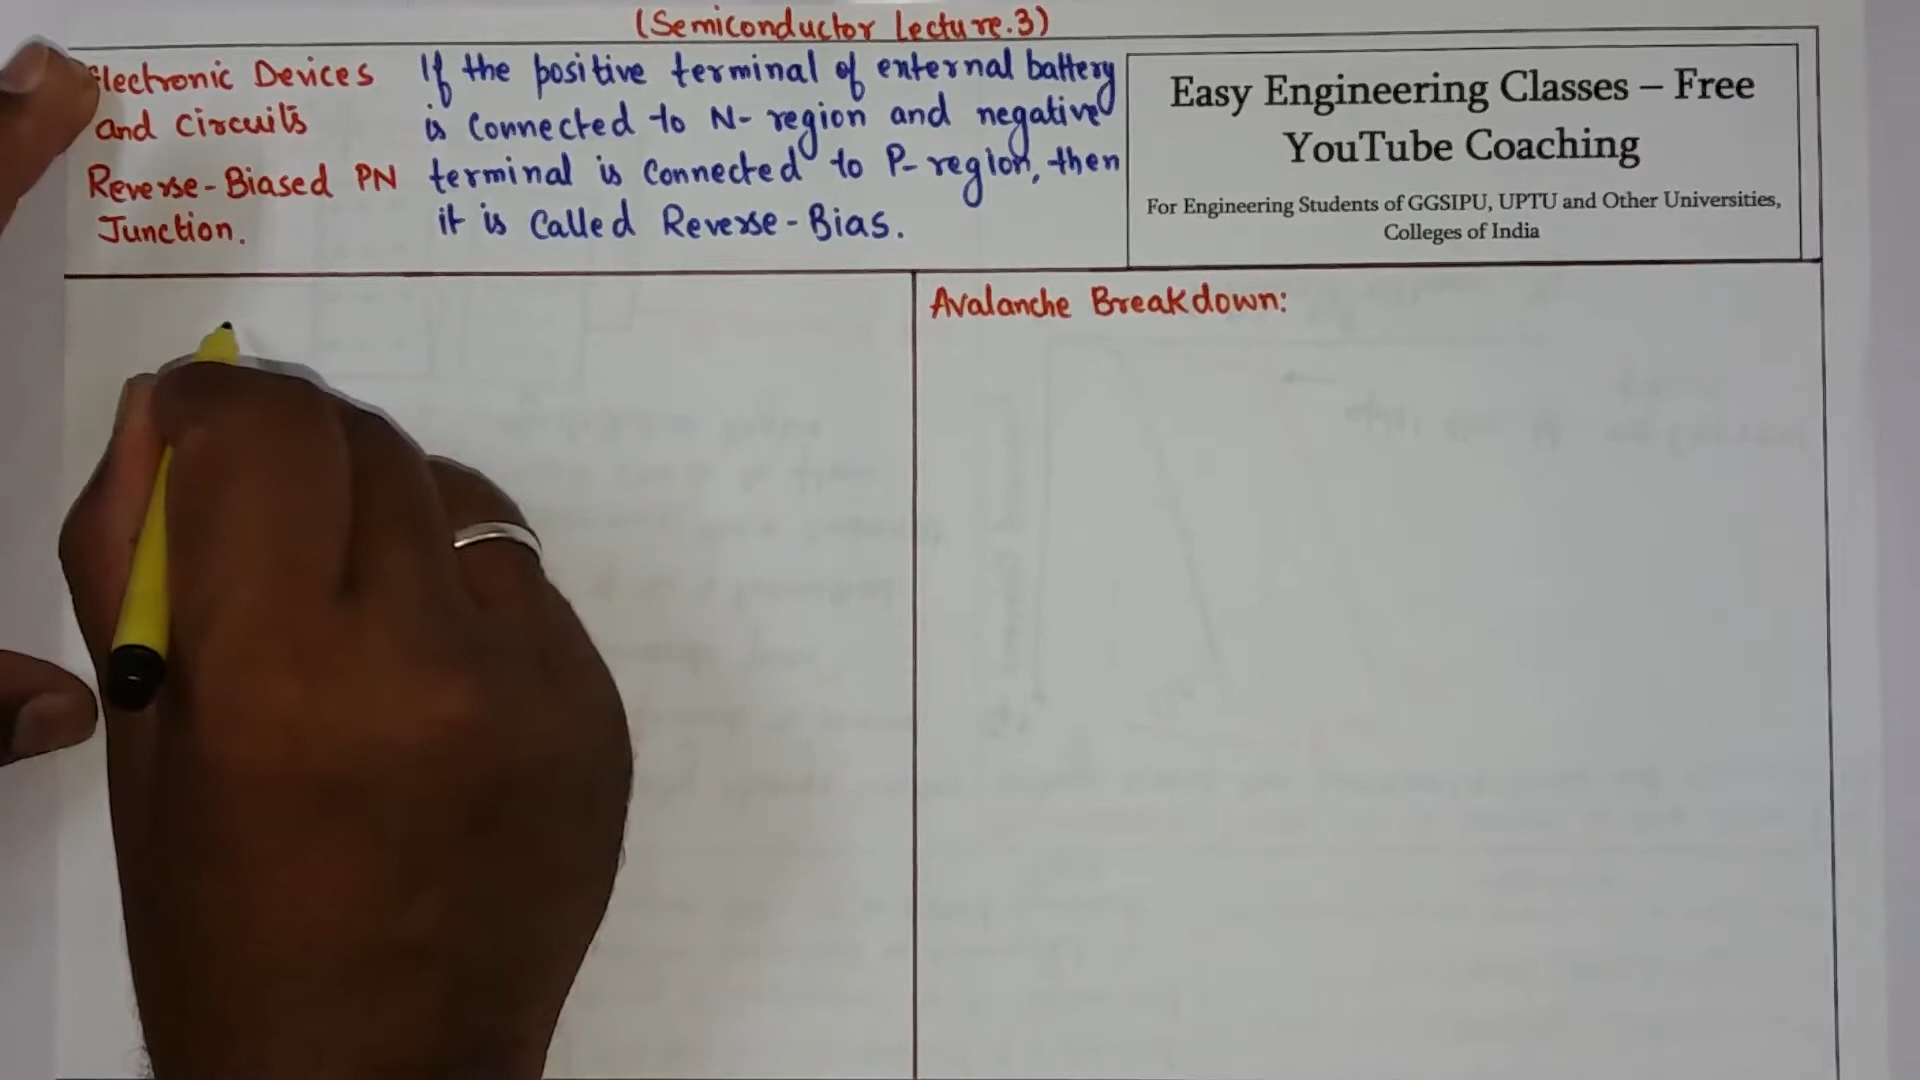 (Semiconductor Lecture.3)
Electronic Devices
and circuits
Reverse-Biased PN
Junction.
If the positive terminal of enternal battery
is connected to N- region and negative
terminal is connected to P- region, then
it is called Reverse-Bias.
Easy Engineering Classes – Free
YouTube Coaching
For Engineering Students of GGSIPU, UPTU and Other Universities,
Colleges of India
Avalanche Breakdown: